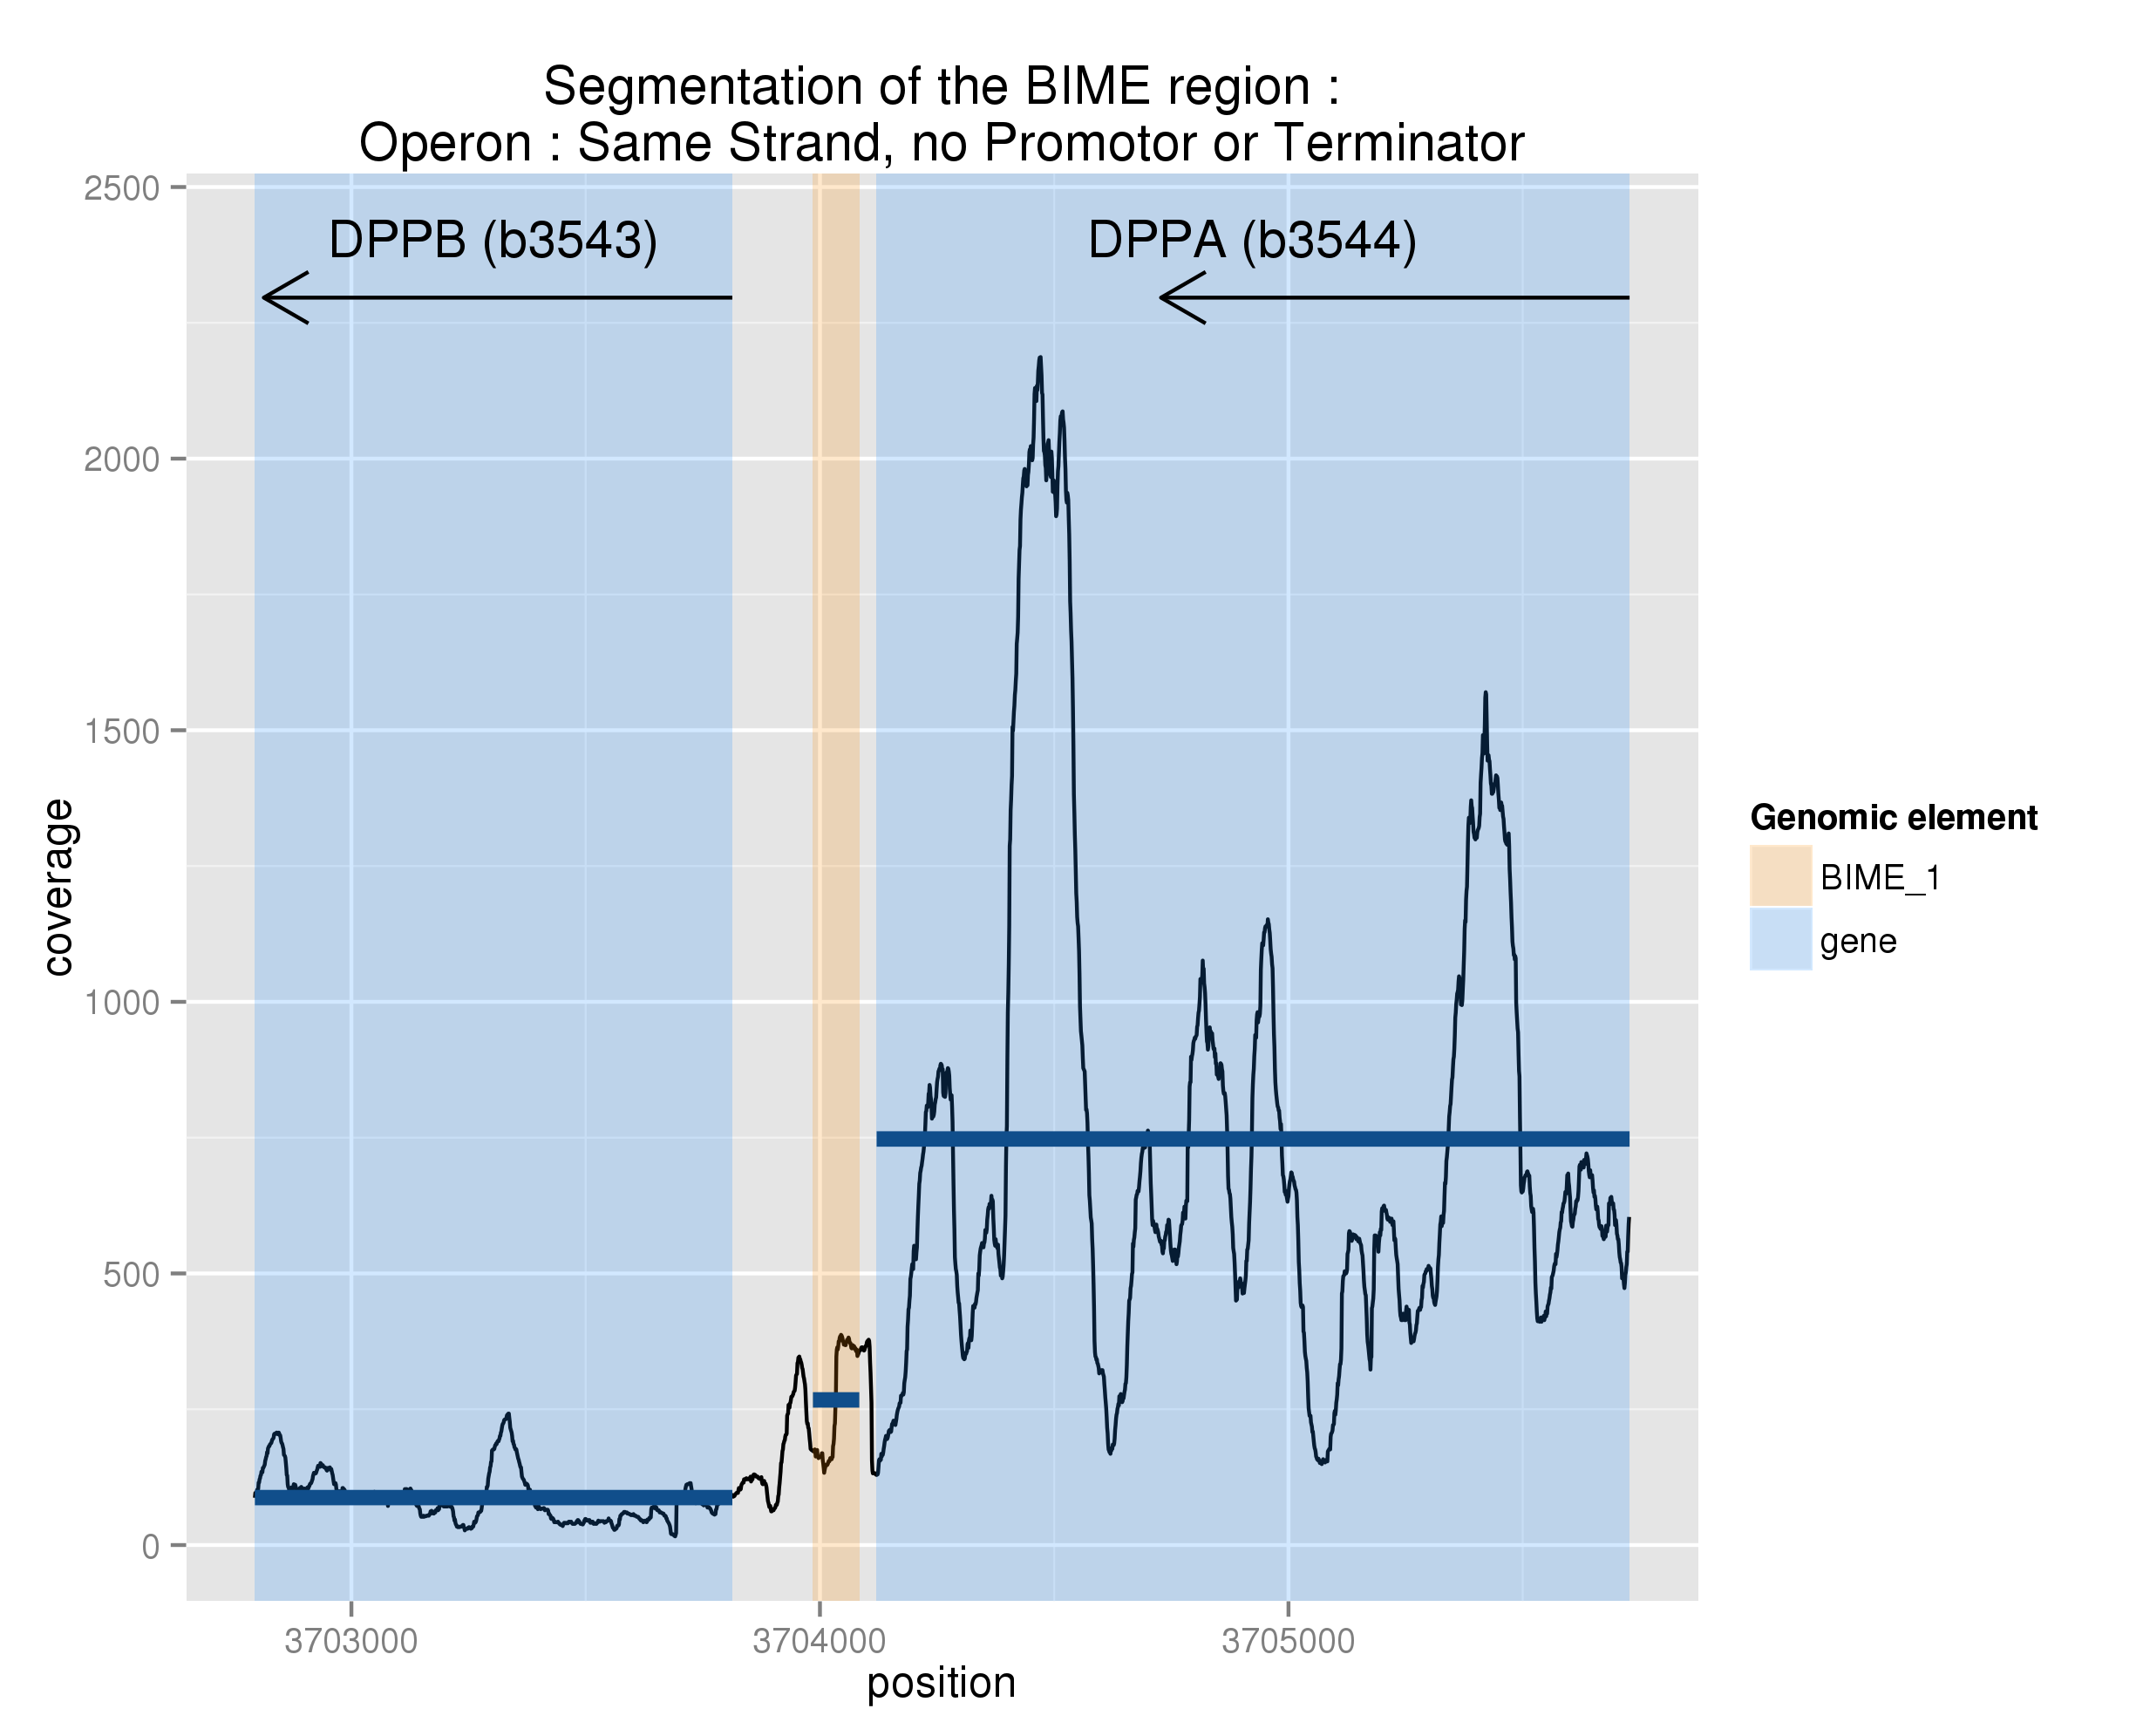 Segmentation of the BIME region :
Operon : Same Strand, no Promotor or Terminator
DPPB (b3543)
DPPA (b3544)
2500
2000
1500
1000
500
0
coverage
3703000
3704000
3705000
position
Genomic element
BIME_1
gene